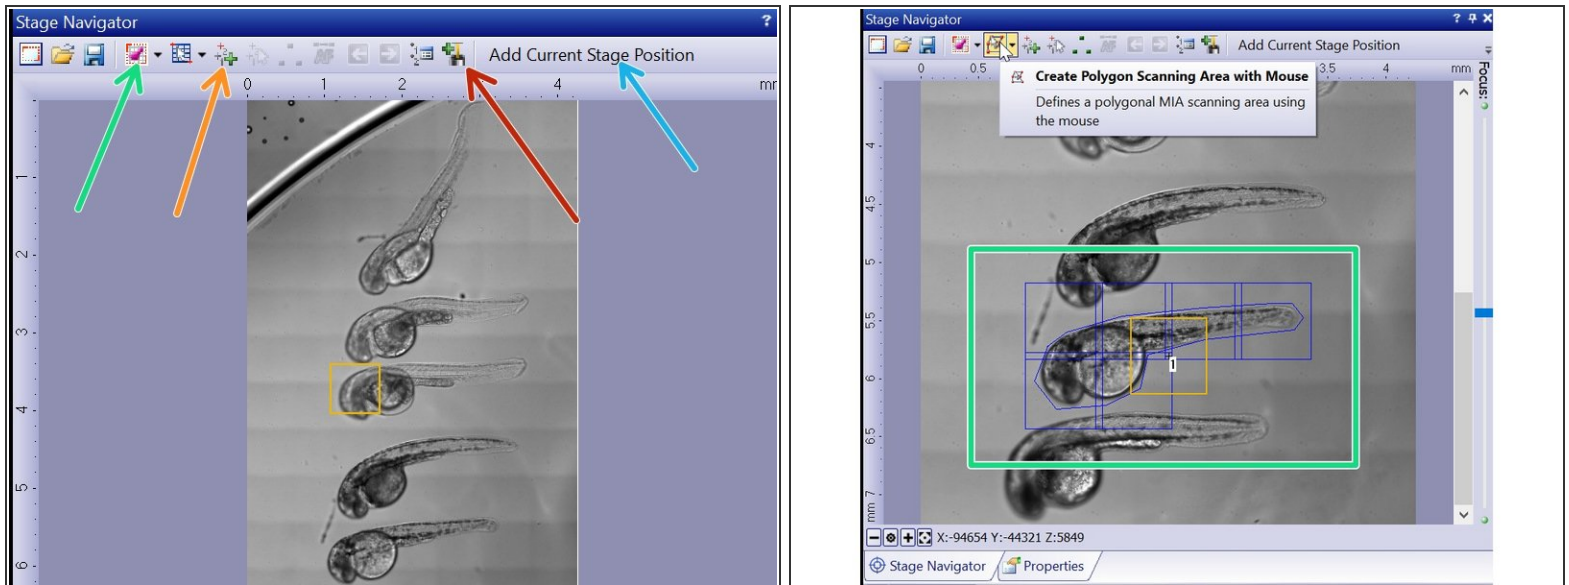 Stage Navigator ?
Add Current Stage Position
0 2 4 mm
1
2
3
4
5
6
Stage Navigator ?
Add Current Stage Position
0 0.5 3.5 4 mm
Focus:
Create Polygon Scanning Area with Mouse
Defines a polygonal MIA scanning area using
the mouse
4
4.5
5
5.5
6
6.5
7
mm
1
X:-94654 Y:-44321 Z:5849
Stage Navigator Properties